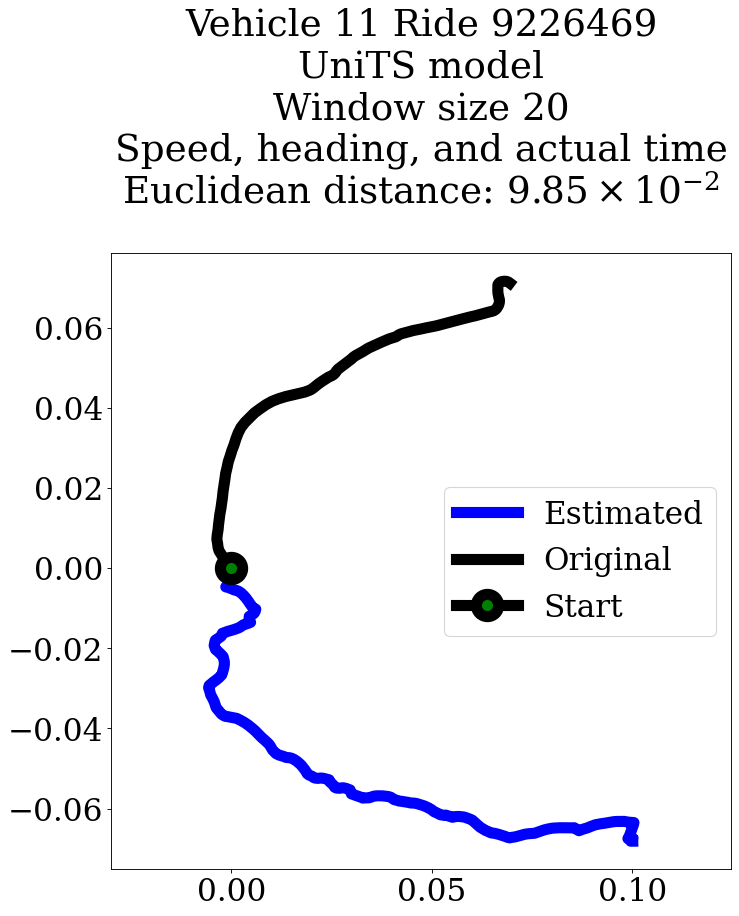 Vehicle 11 Ride 9226469
UniTS model
Window size 20
Speed, heading, and actual time
Euclidean distance: 9.85 × 10⁻²
0.06
0.04
0.02
0.00
−0.02
−0.04
−0.06
Estimated
Original
Start
0.00 0.05 0.10